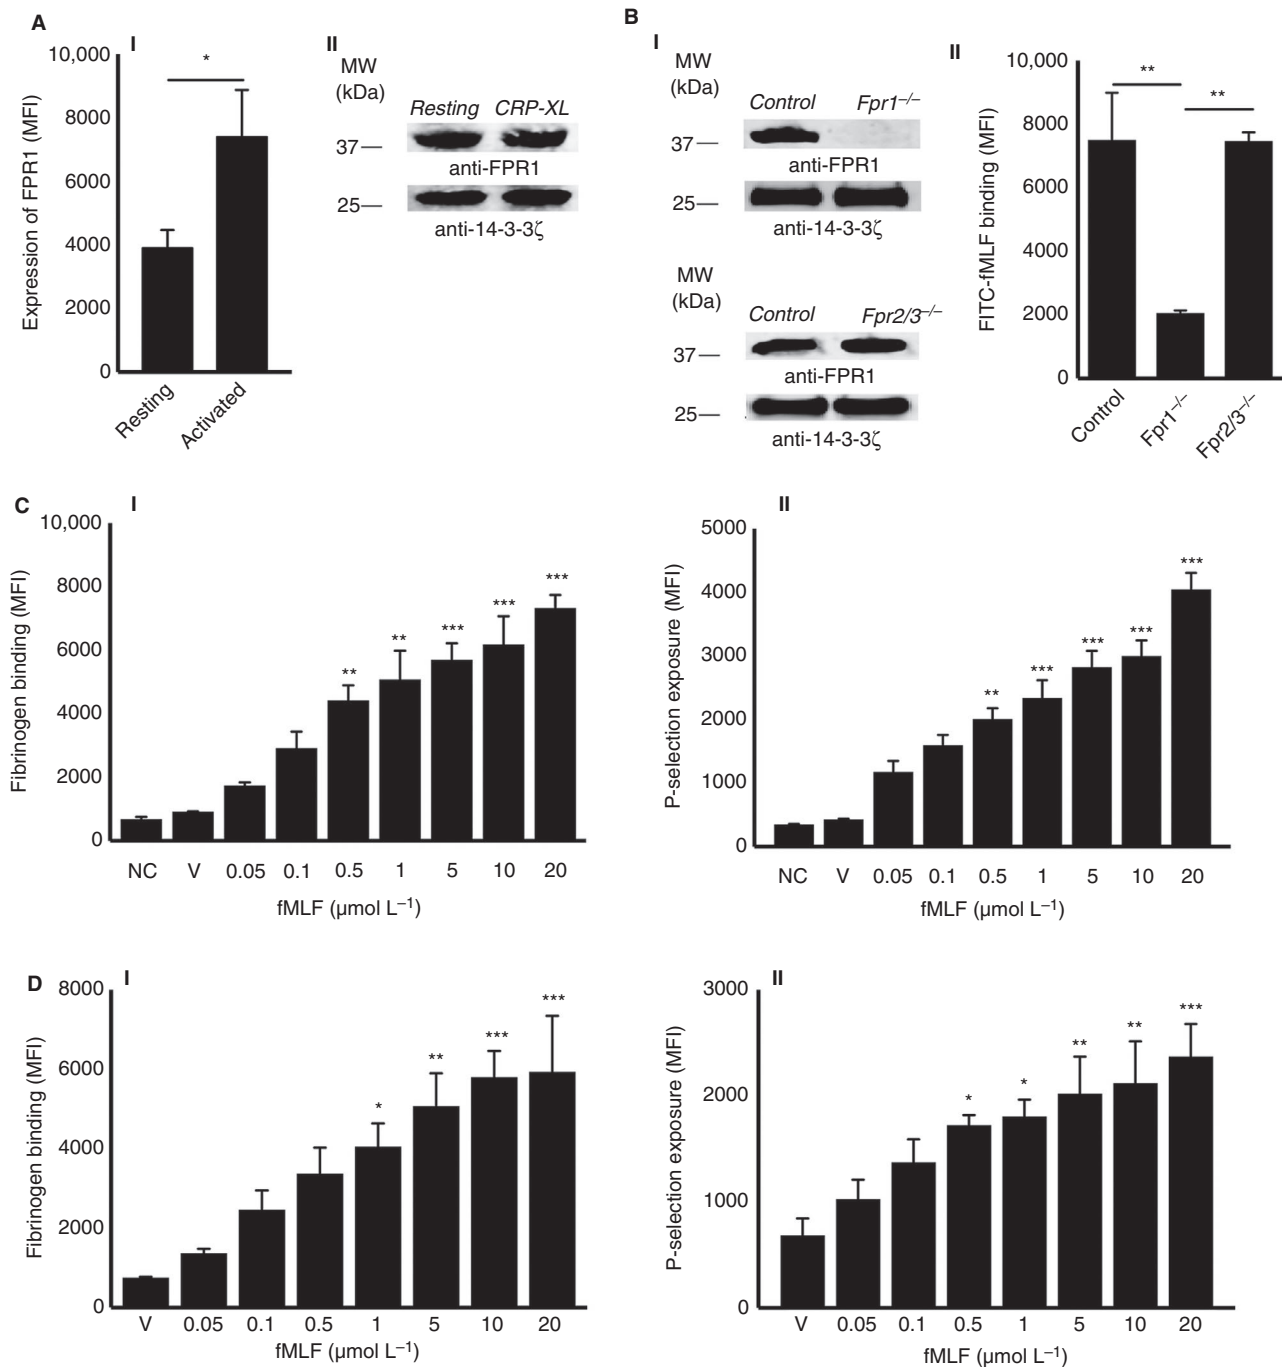 A
I
Expression of FPR1 (MFI)
10,000
8000
6000
4000
2000
0
*
Resting
Activated
II
MW
(kDa)
Resting CRP-XL
37
anti-FPR1
25
anti-14-3-3ζ
B
I
MW
(kDa)
Control Fpr1–/–
37
anti-FPR1
25
anti-14-3-3ζ
MW
(kDa)
Control Fpr2/3–/–
37
anti-FPR1
25
anti-14-3-3ζ
II
FITC-fMLF binding (MFI)
10,000
8000
6000
4000
2000
0
**
**
Control
Fpr1–/–
Fpr2/3–/–
C
I
Fibrinogen binding (MFI)
10,000
8000
6000
4000
2000
0
** ** *** *** ***
NC V 0.05 0.1 0.5 1 5 10 20
fMLF (µmol L–1)
II
P-selection exposure (MFI)
5000
4000
3000
2000
1000
0
** *** *** *** ***
NC V 0.05 0.1 0.5 1 5 10 20
fMLF (µmol L–1)
D
I
Fibrinogen binding (MFI)
8000
6000
4000
2000
0
* ** *** ***
V 0.05 0.1 0.5 1 5 10 20
fMLF (µmol L–1)
II
P-selection exposure (MFI)
3000
2000
1000
0
* * ** ** ***
V 0.05 0.1 0.5 1 5 10 20
fMLF (µmol L–1)